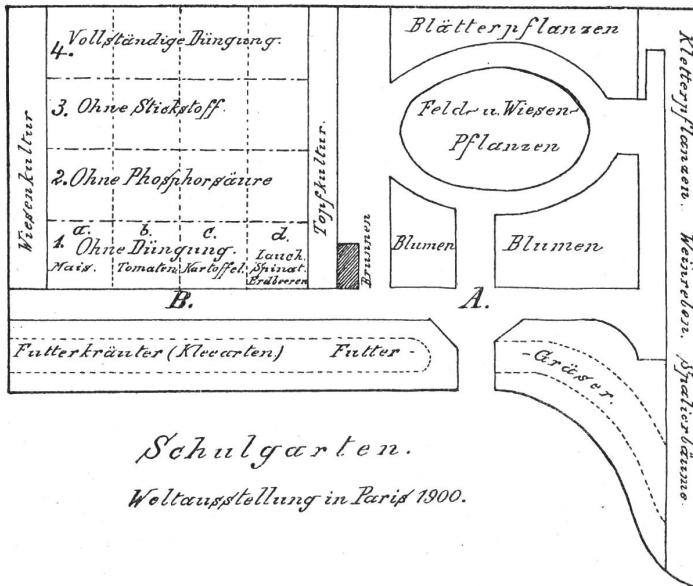 Wiesenkultur
4. Vollständige Düngung.
3. Ohne Stickstoff.
2. Ohne Phosphorsäure
a. b. c. d.
1. Ohne Düngung.
Mais. Tomaten Kartoffel. Lauch.
Spinat.
Erdbeeren
Topfkultur.
Brunnen
Blätterpflanzen
Feld- u. Wiesen-
Pflanzen
Blumen
Blumen
Kletterpflanzen. Weinreben. Spalierbäume.
B.
A.
Futterkräuter (Kleearten) Futter-
-Gräser.
Schulgarten.
Weltausstellung in Paris 1900.